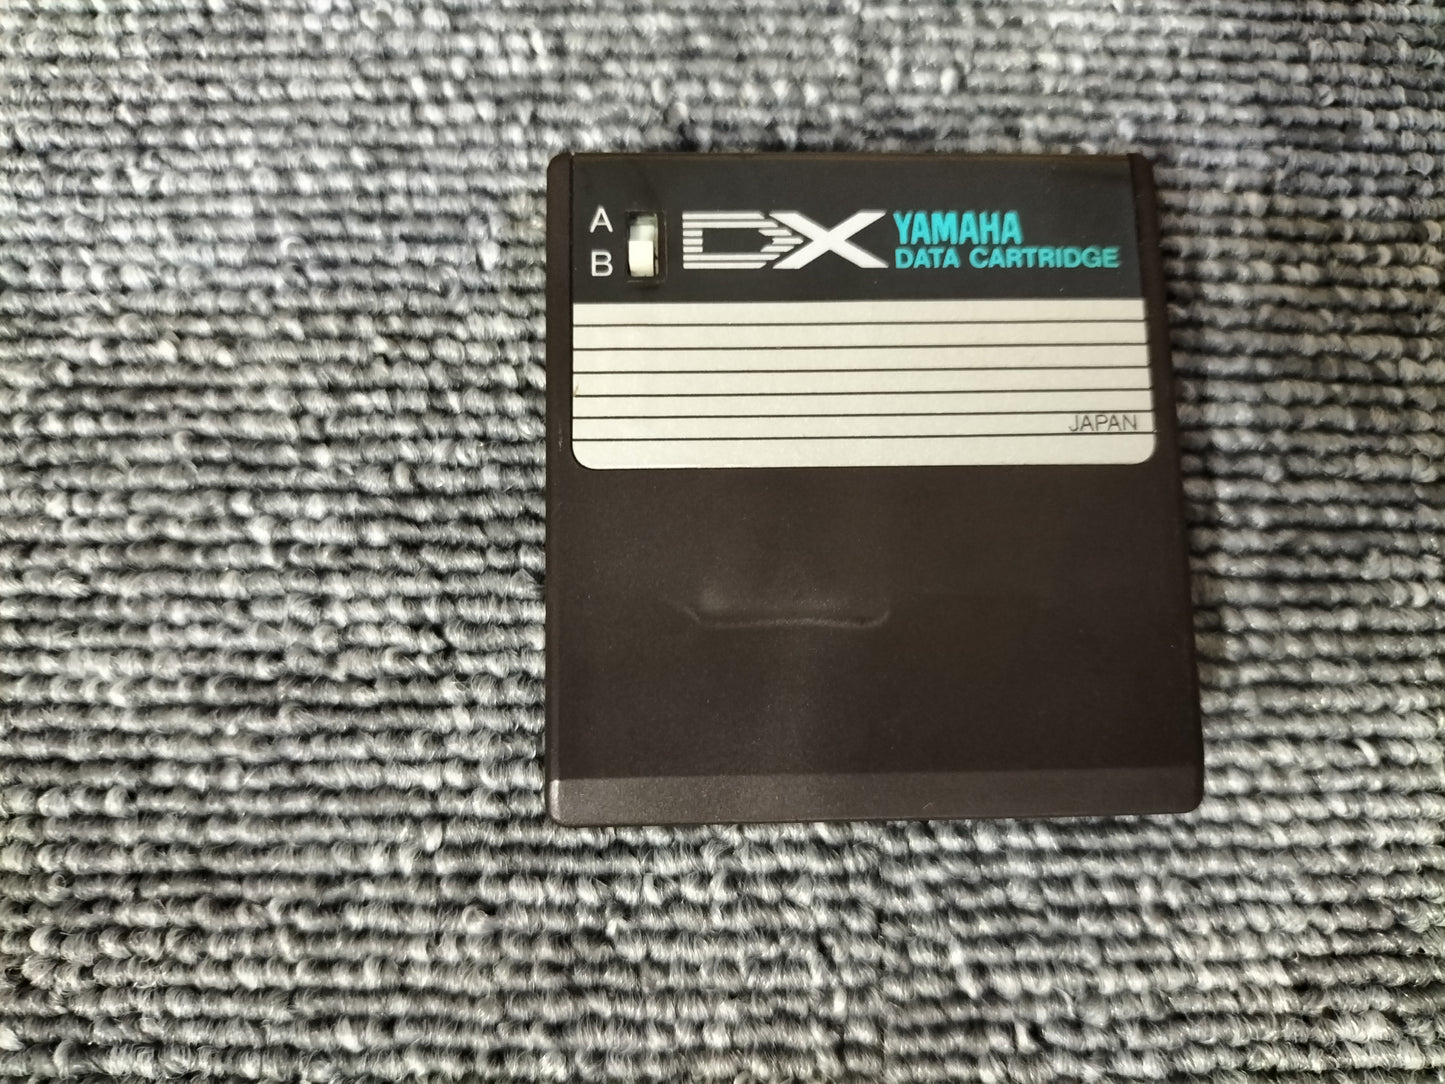 A
B
DX YAMAHA
DATA CARTRIDGE
JAPAN